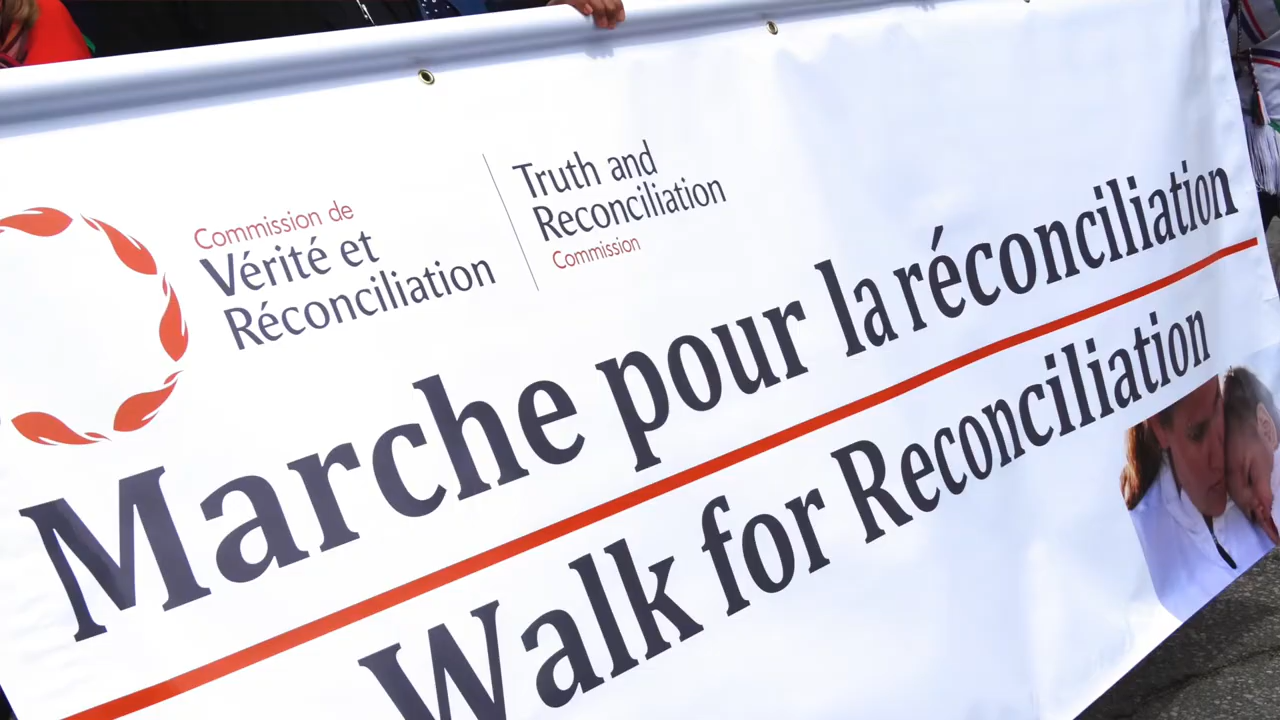 Commission de
Vérité et
Réconciliation
Truth and
Reconciliation
Commission
Marche pour la réconciliation
Walk for Reconciliation